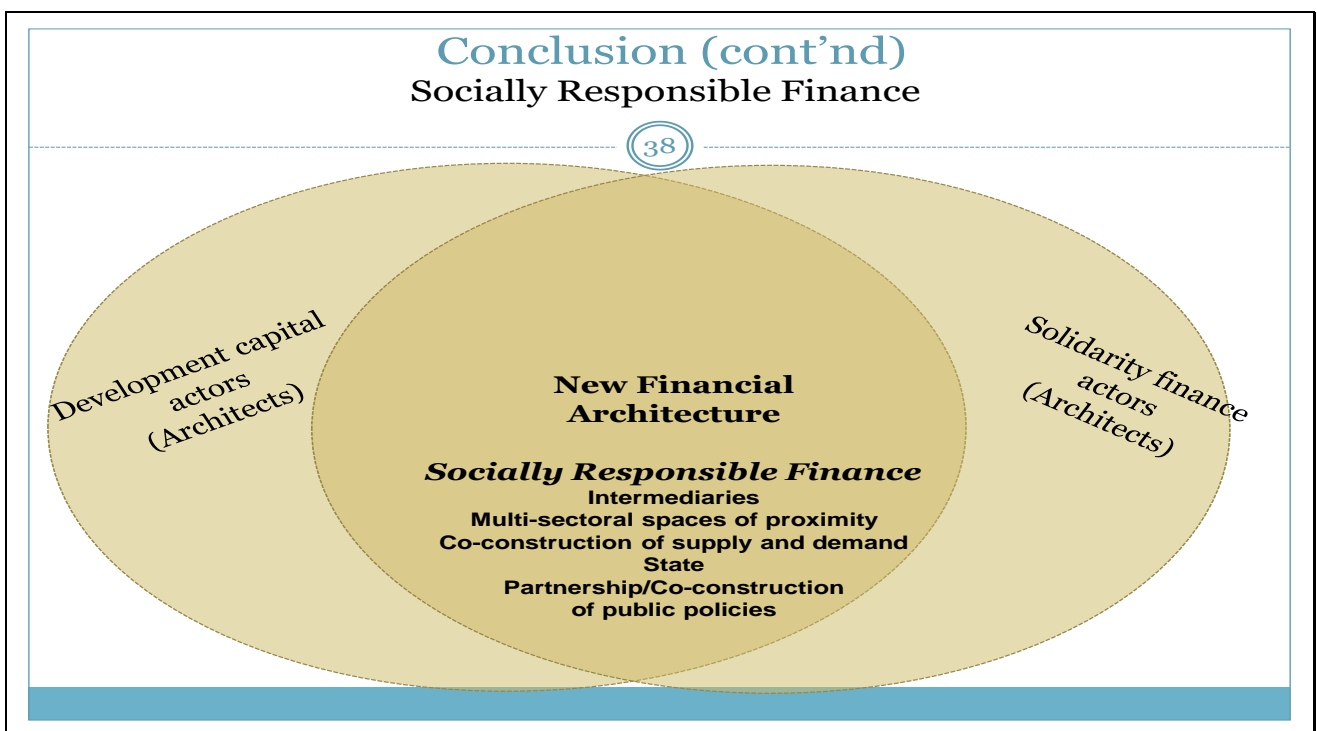 Conclusion (cont’nd)
Socially Responsible Finance
38
Development capital
actors
(Architects)
New Financial
Architecture
Socially Responsible Finance
Intermediaries
Multi-sectoral spaces of proximity
Co-construction of supply and demand
State
Partnership/Co-construction
of public policies
Solidarity finance
actors
(Architects)